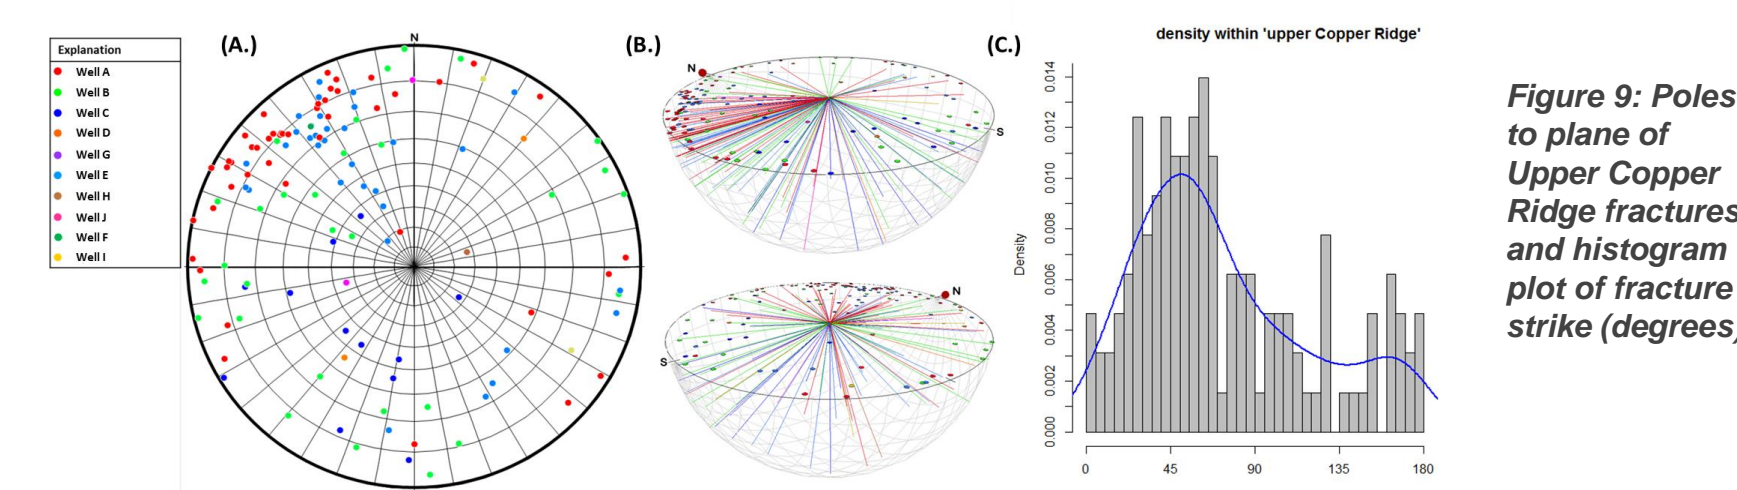 Explanation
Well A
Well B
Well C
Well D
Well G
Well E
Well H
Well J
Well F
Well I
(A.)
N
(B.)
N
S
N
S
(C.)
density within 'upper Copper Ridge'
Density
0.014
0.012
0.010
0.008
0.006
0.004
0.002
0.000
0
45
90
135
180
Figure 9: Poles
to plane of
Upper Copper
Ridge fractures
and histogram
plot of fracture
strike (degrees)